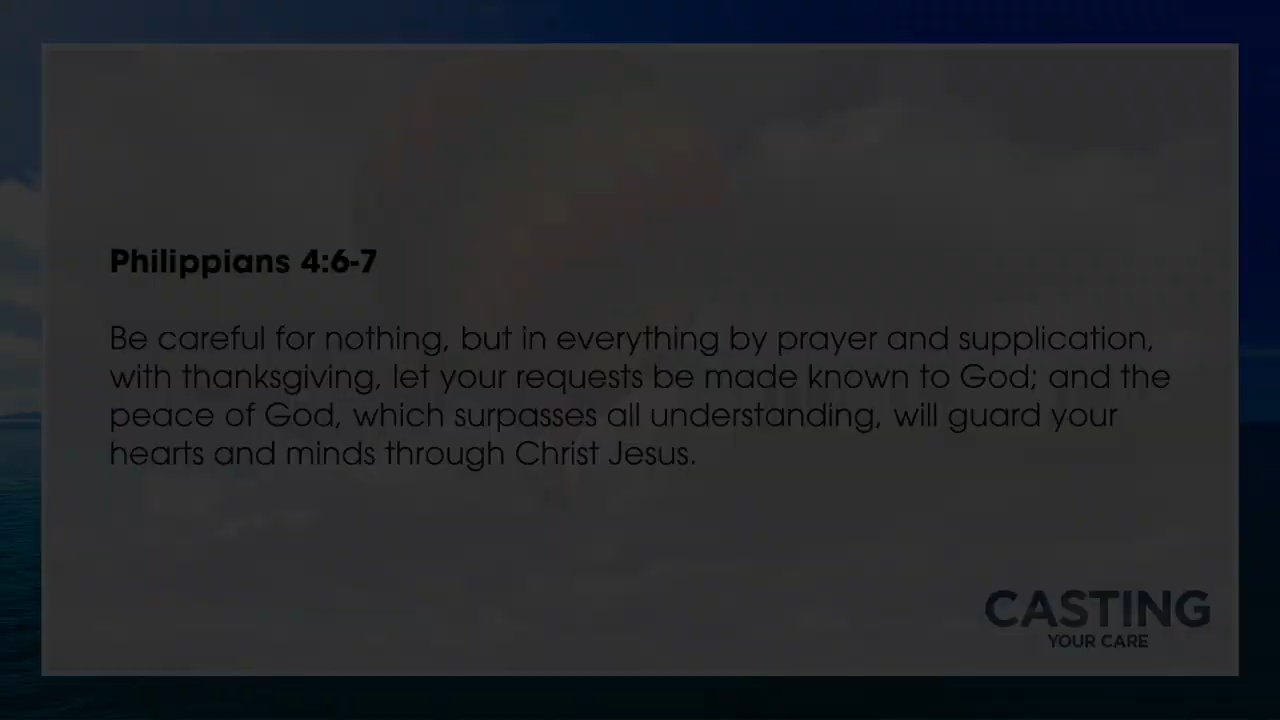 Philippians 4:6-7
Be careful for nothing, but in everything by prayer and supplication,
with thanksgiving, let your requests be made known to God; and the
peace of God, which surpasses all understanding, will guard your
hearts and minds through Christ Jesus.
CASTING
YOUR CARE